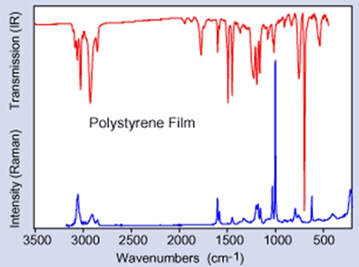 Transmission (IR)
Polystyrene Film
Intensity (Raman)
3500 3000 2500 2000 1500 1000 500
Wavenumbers (cm-1)